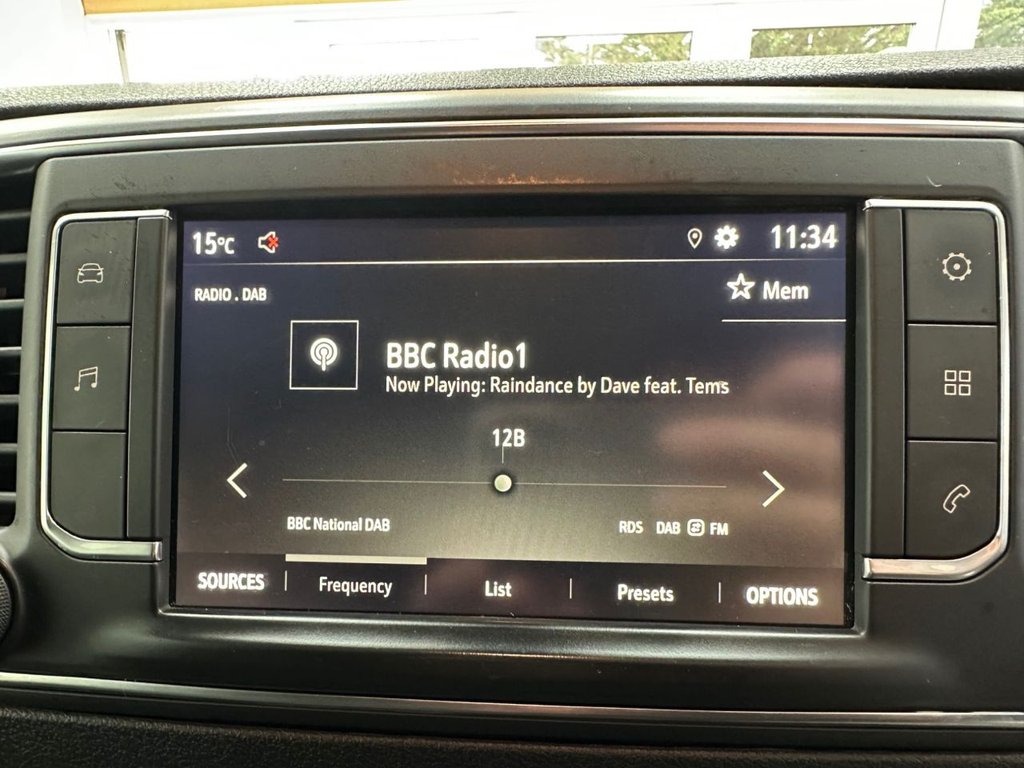 15°C 11:34
RADIO . DAB
Mem
BBC Radio1
Now Playing: Raindance by Dave feat. Tems
12B
BBC National DAB
RDS DAB FM
SOURCES Frequency List Presets OPTIONS